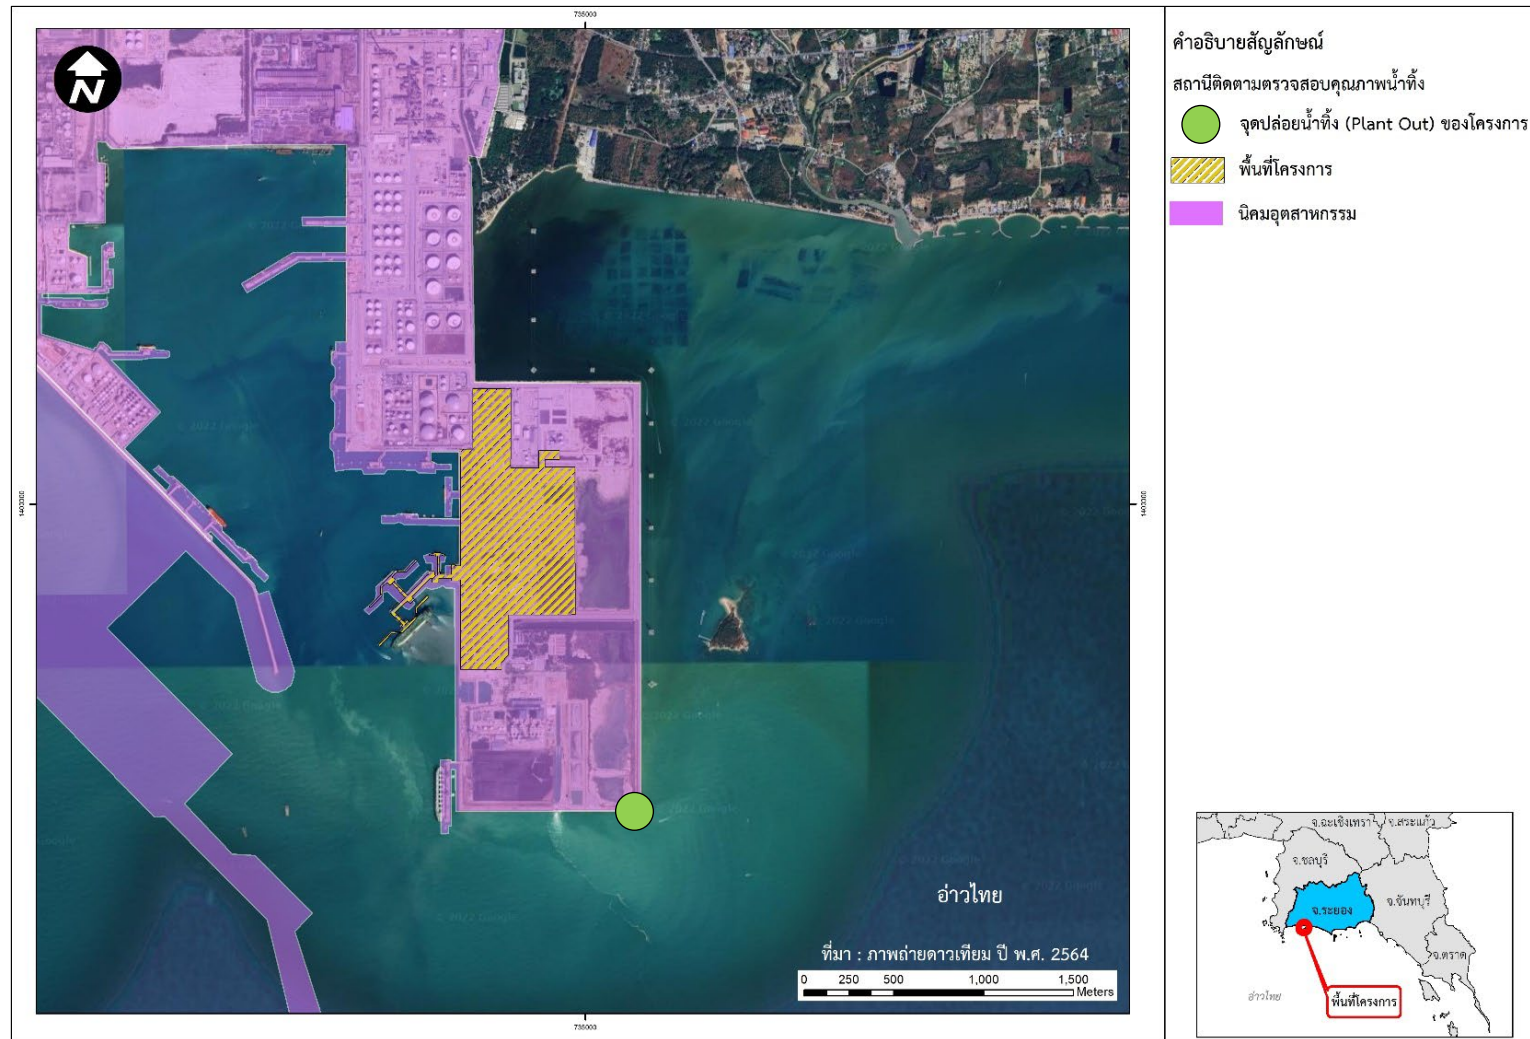 735000
N
คำอธิบายสัญลักษณ์
สถานีติดตามตรวจสอบคุณภาพน้ำทิ้ง
จุดปล่อยน้ำทิ้ง (Plant Out) ของโครงการ
พื้นที่โครงการ
นิคมอุตสาหกรรม
อ่าวไทย
ที่มา : ภาพถ่ายดาวเทียม ปี พ.ศ. 2564
0 250 500 1,000 1,500
Meters
735000
จ.ฉะเชิงเทรา
จ.สระแก้ว
จ.ชลบุรี
จ.ระยอง
จ.จันทบุรี
จ.ตราด
อ่าวไทย
พื้นที่โครงการ